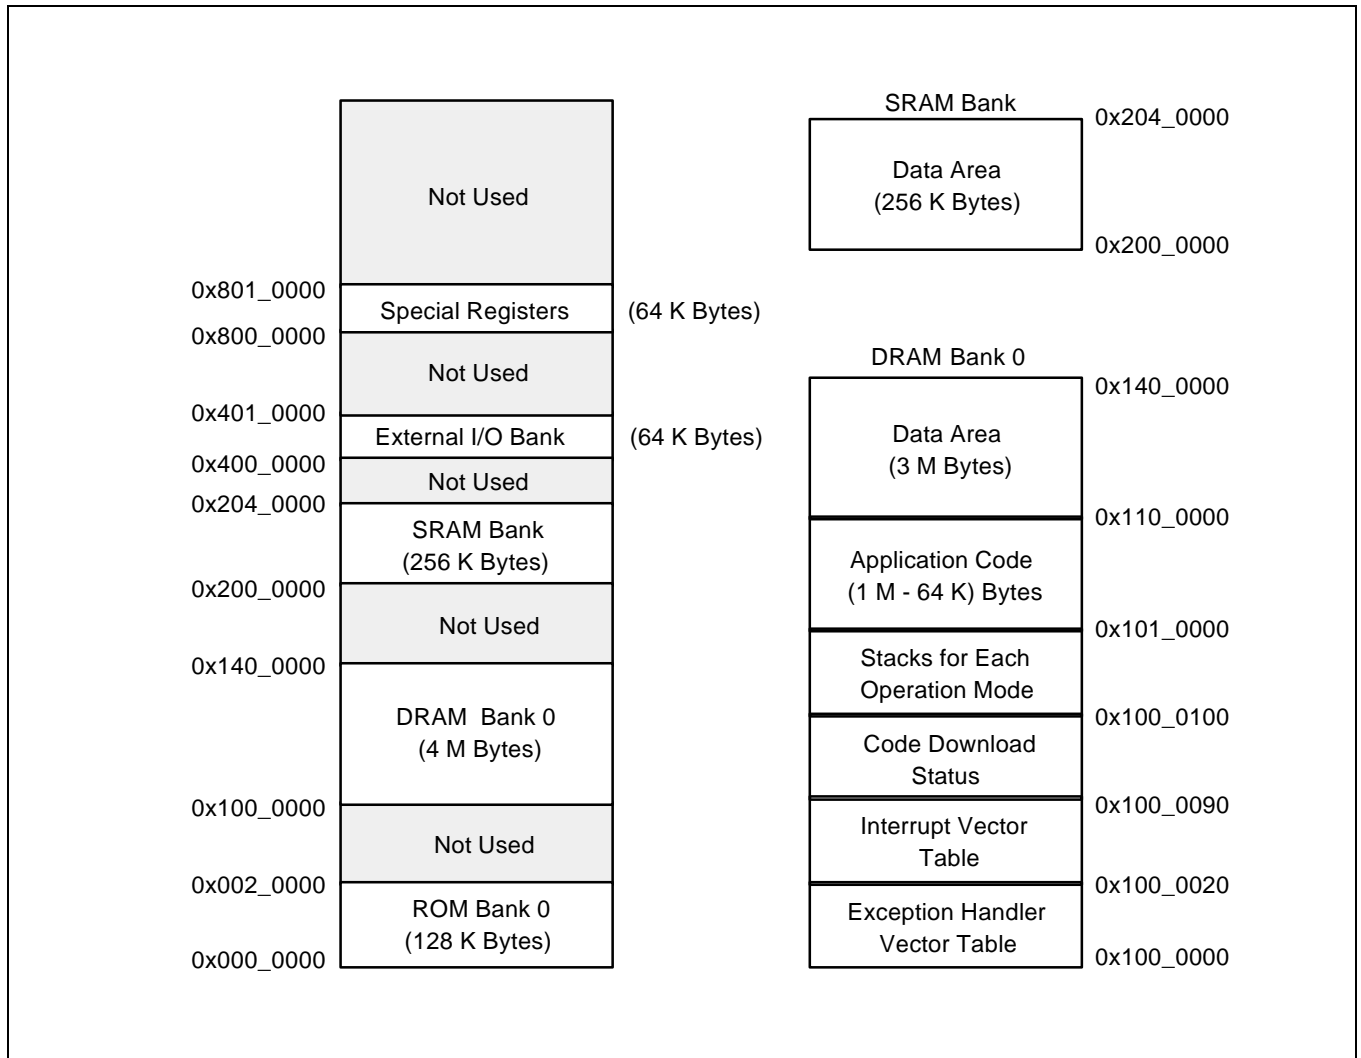 Not Used
0x801_0000
Special Registers
(64 K Bytes)
0x800_0000
Not Used
0x401_0000
External I/O Bank
(64 K Bytes)
0x400_0000
Not Used
0x204_0000
SRAM Bank
(256 K Bytes)
0x200_0000
Not Used
0x140_0000
DRAM Bank 0
(4 M Bytes)
0x100_0000
Not Used
0x002_0000
ROM Bank 0
(128 K Bytes)
0x000_0000
SRAM Bank
0x204_0000
Data Area
(256 K Bytes)
0x200_0000
DRAM Bank 0
0x140_0000
Data Area
(3 M Bytes)
0x110_0000
Application Code
(1 M - 64 K) Bytes
0x101_0000
Stacks for Each
Operation Mode
0x100_0100
Code Download
Status
0x100_0090
Interrupt Vector
Table
0x100_0020
Exception Handler
Vector Table
0x100_0000